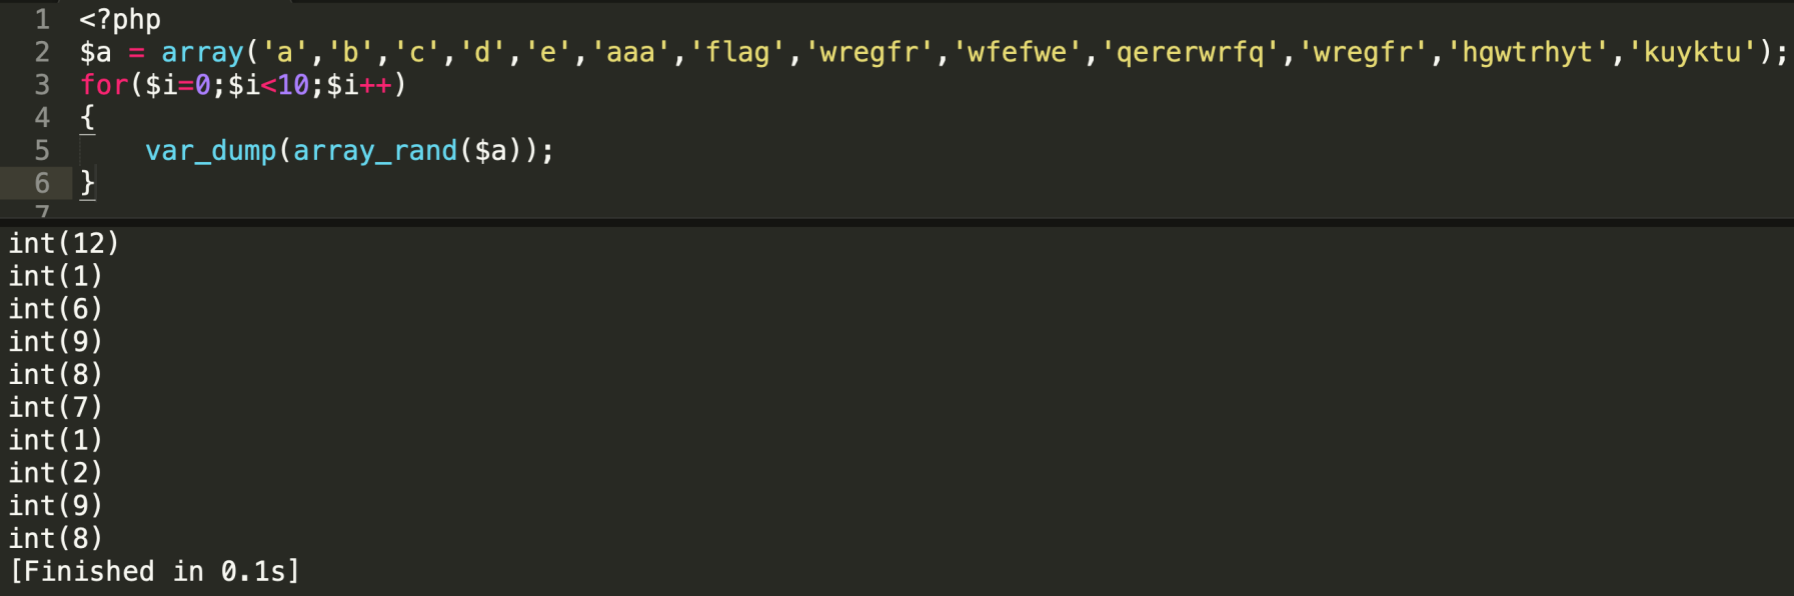 1 <?php
2 $a = array('a','b','c','d','e','aaa','flag','wregfr','wfefwe','qererwrfq','wregfr','hgwtrhyt','kuyktu');
3 for($i=0;$i<10;$i++)
4 {
5     var_dump(array_rand($a));
6 }
7
int(12)
int(1)
int(6)
int(9)
int(8)
int(7)
int(1)
int(2)
int(9)
int(8)
[Finished in 0.1s]